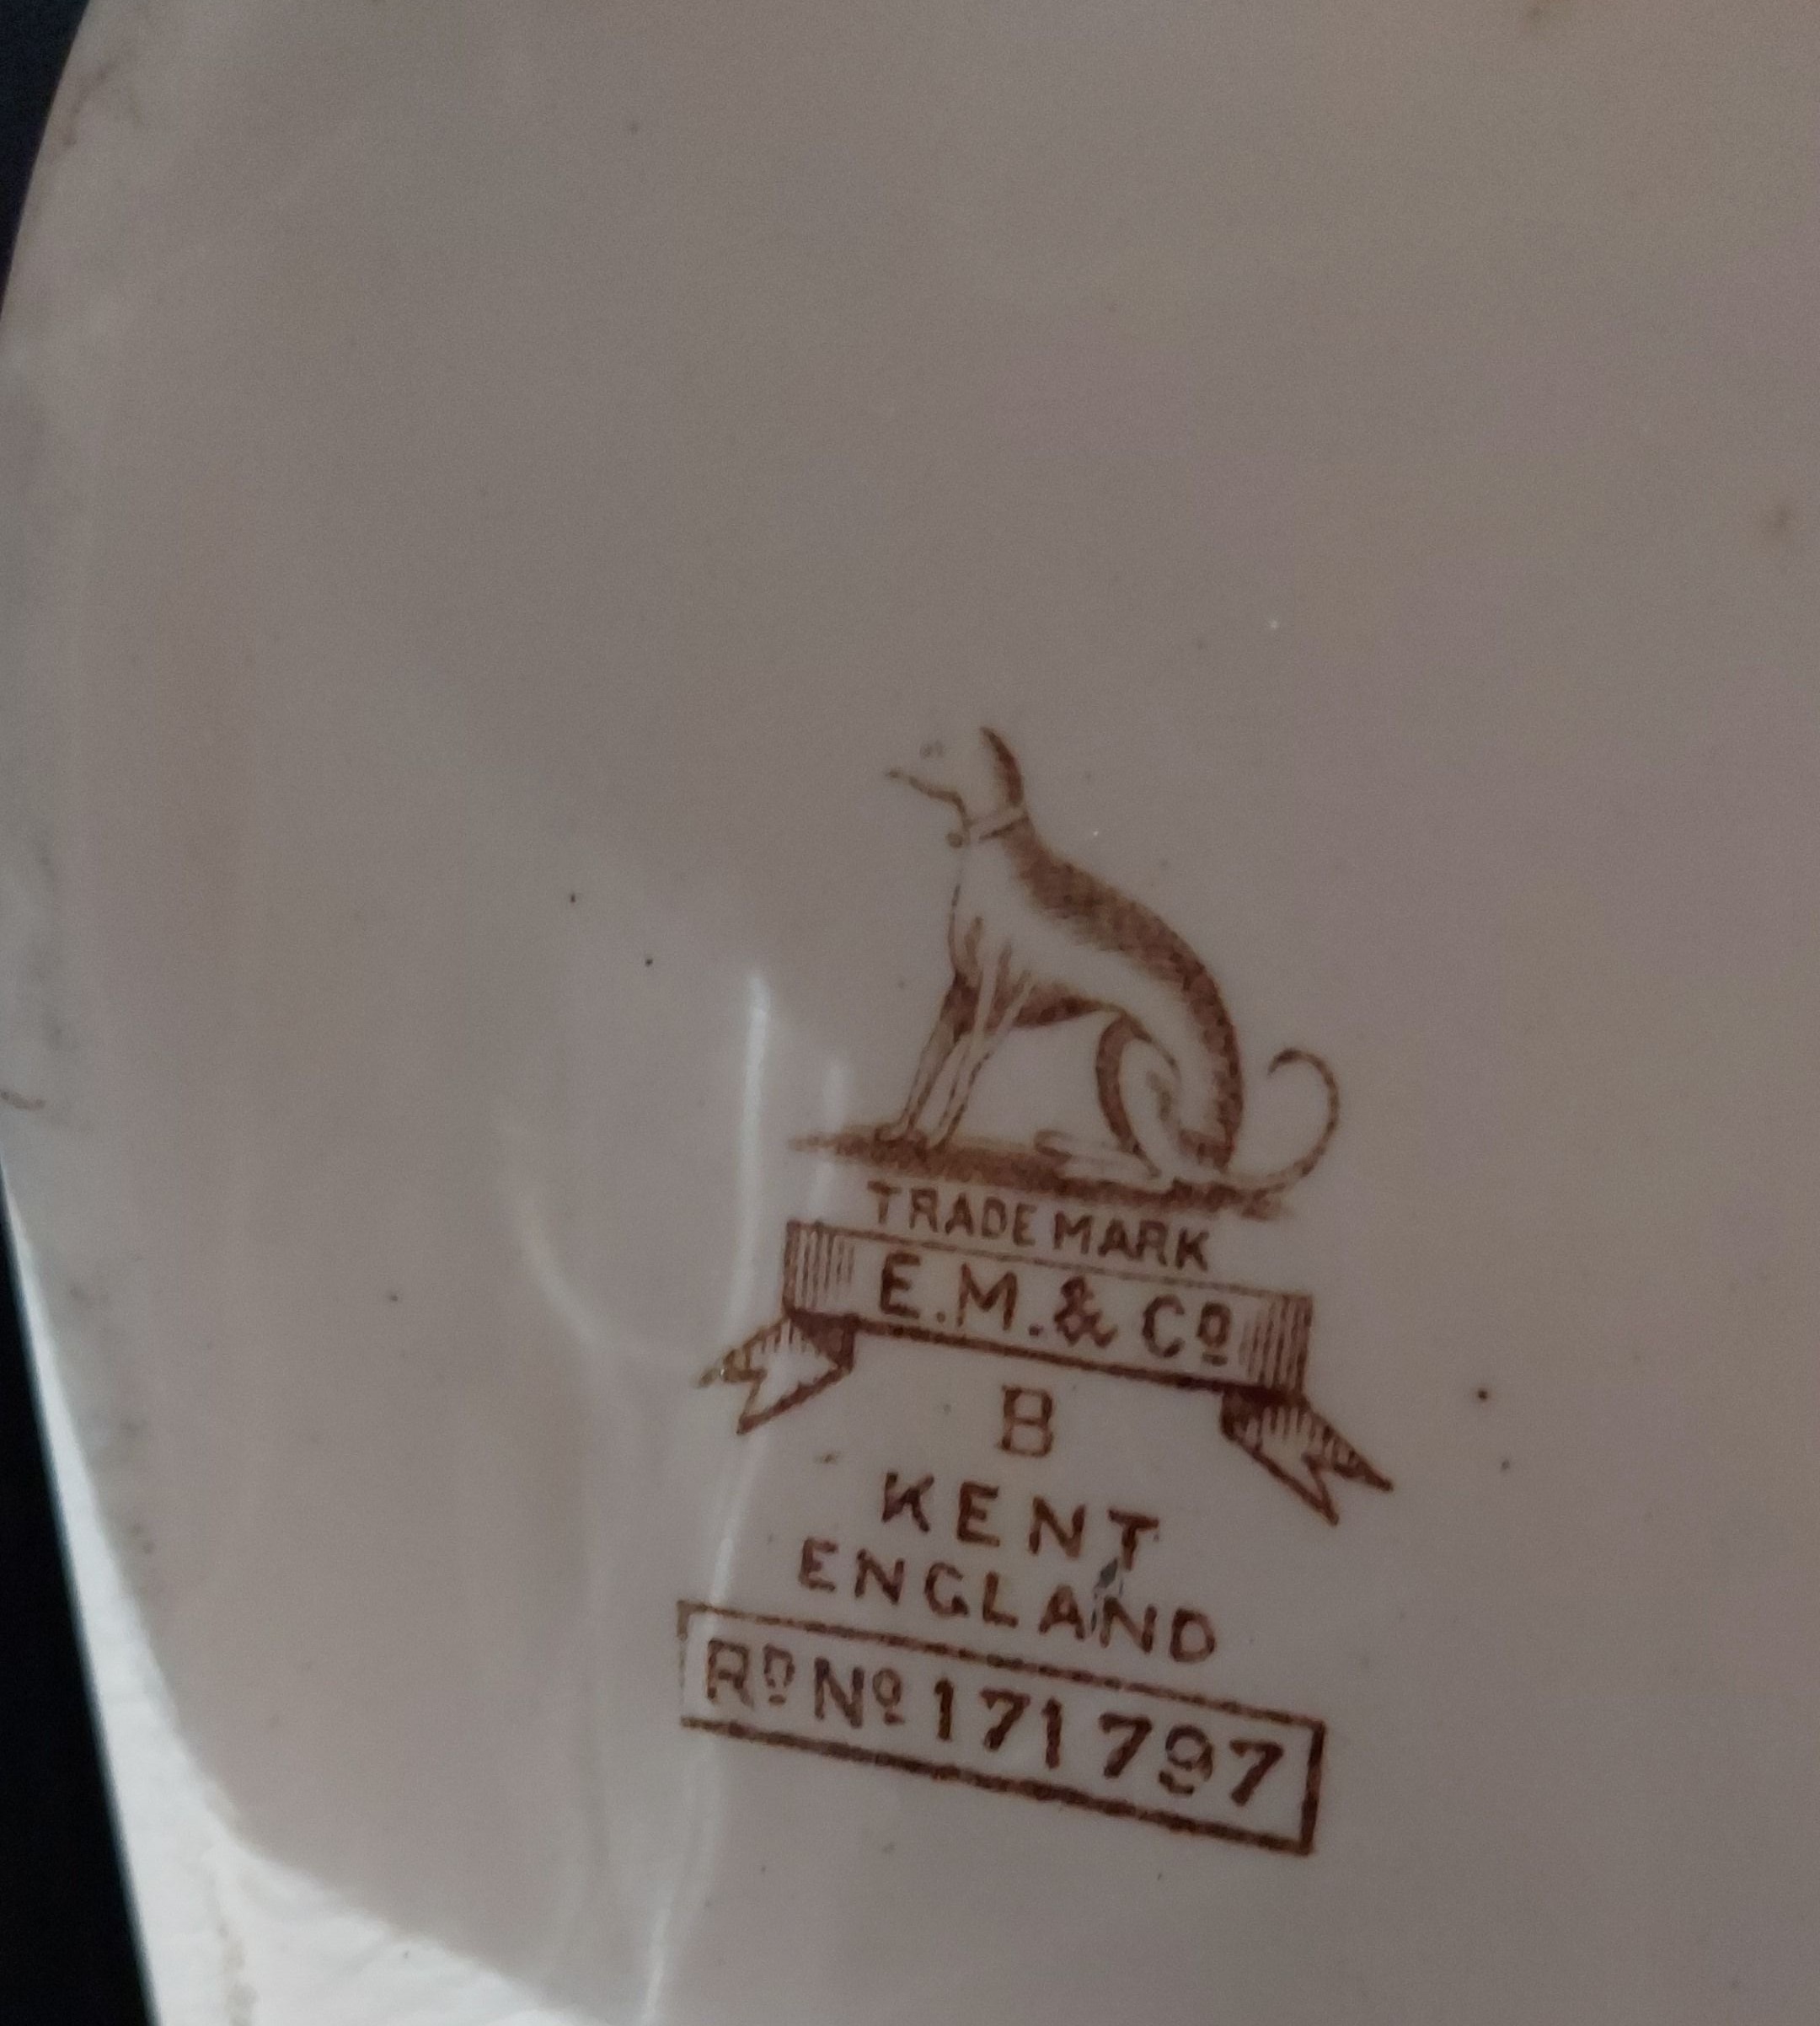 TRADE MARK
E.M. & Cº
B
KENT
ENGLAND
Rᴰ Nº 171797